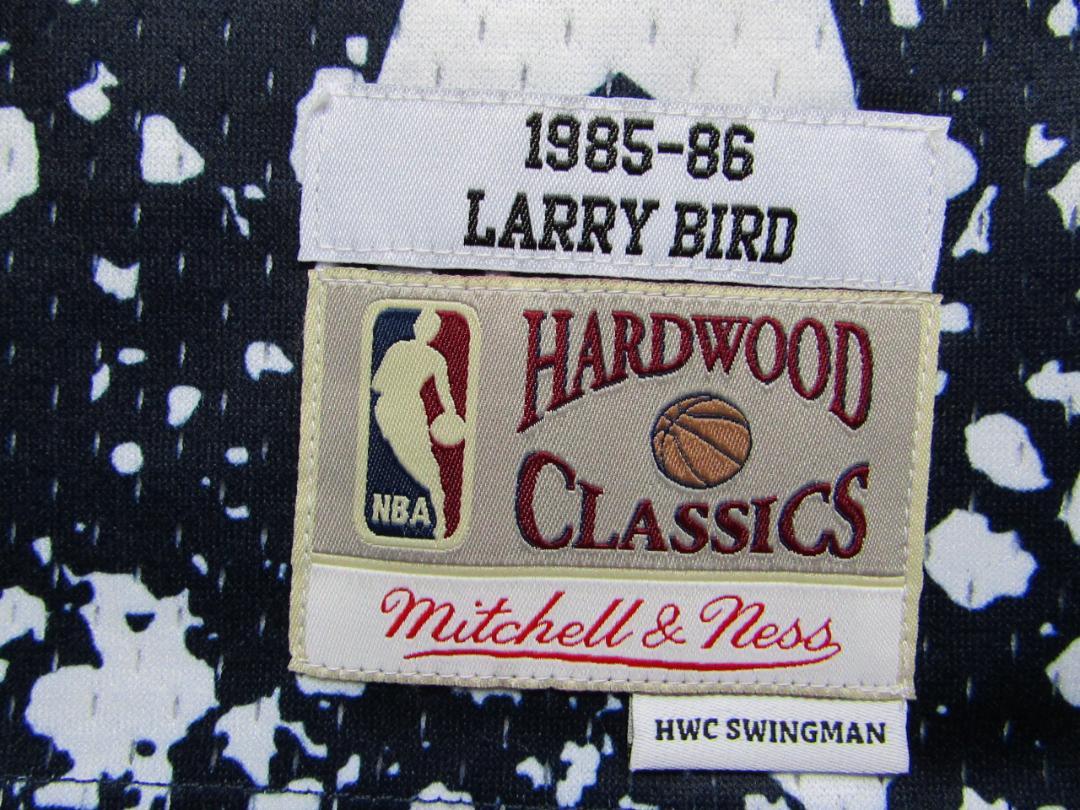 1985-86
LARRY BIRD
HARDWOOD
CLASSICS
NBA
Mitchell & Ness
HWC SWINGMAN